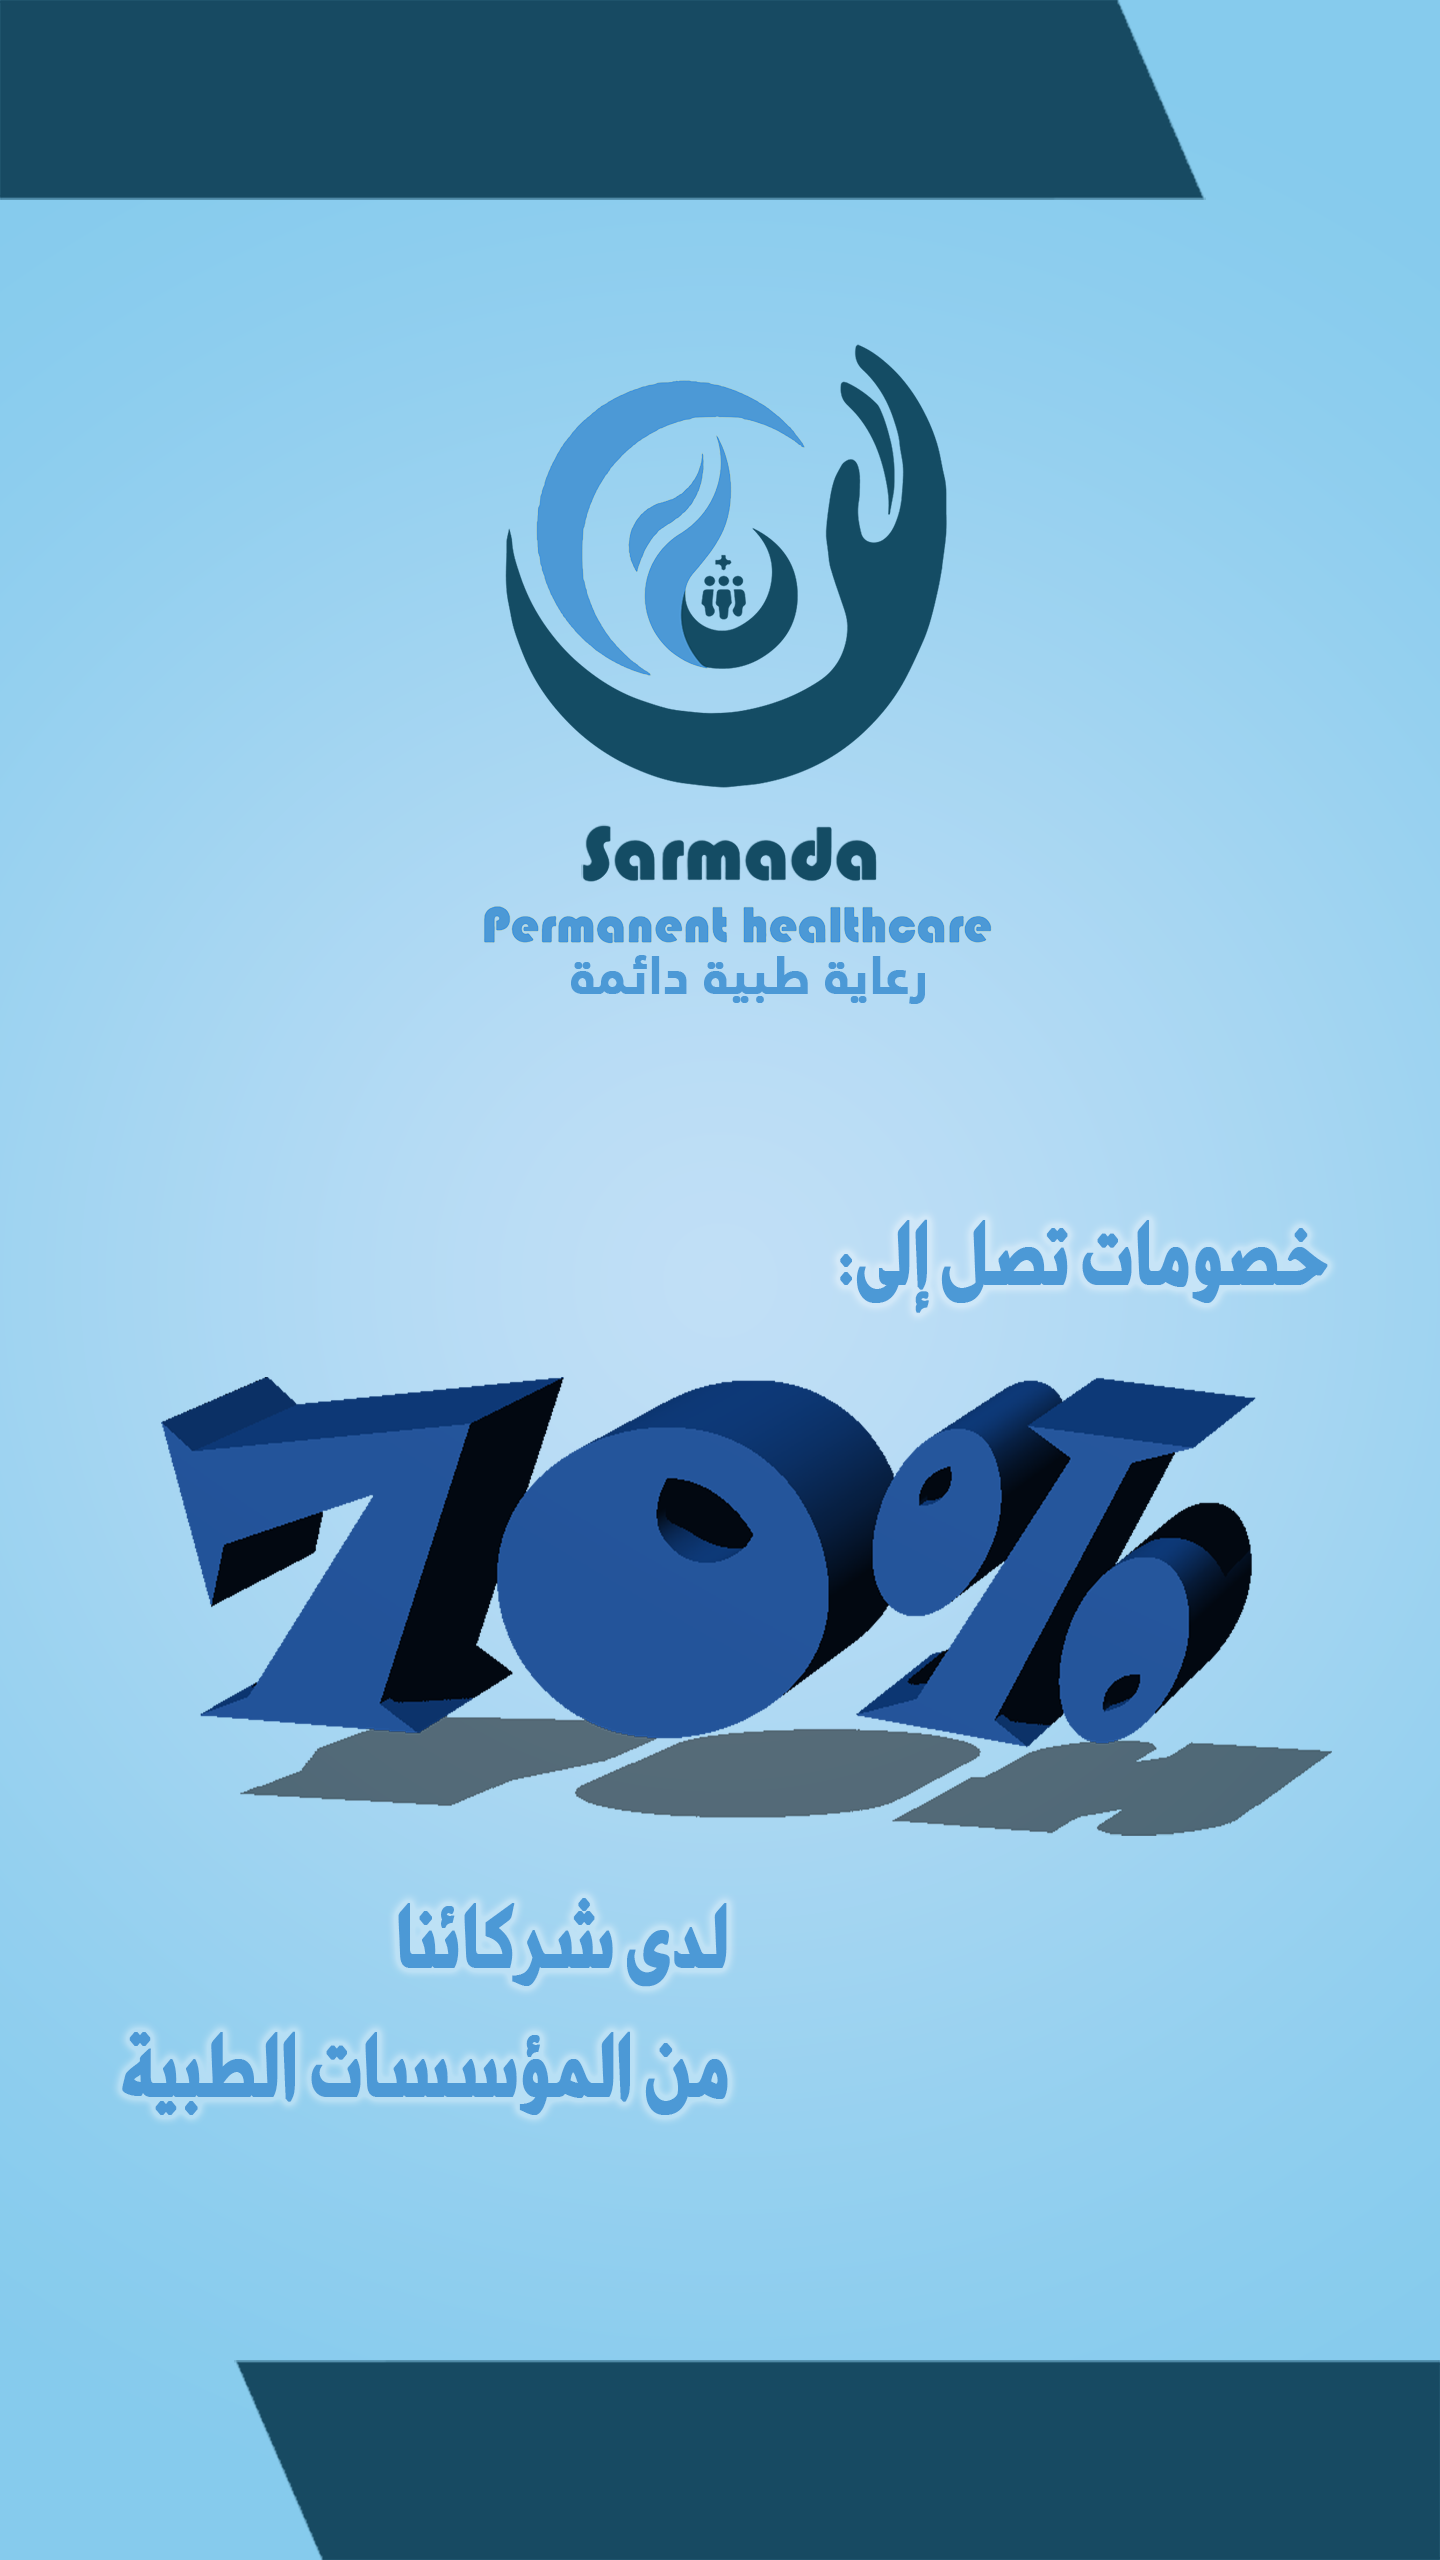 Sarmada
Permanent healthcare
رعاية طبية دائمة
خصومات تصل إلى:
70%
لدى شركائنا
من المؤسسات الطبية